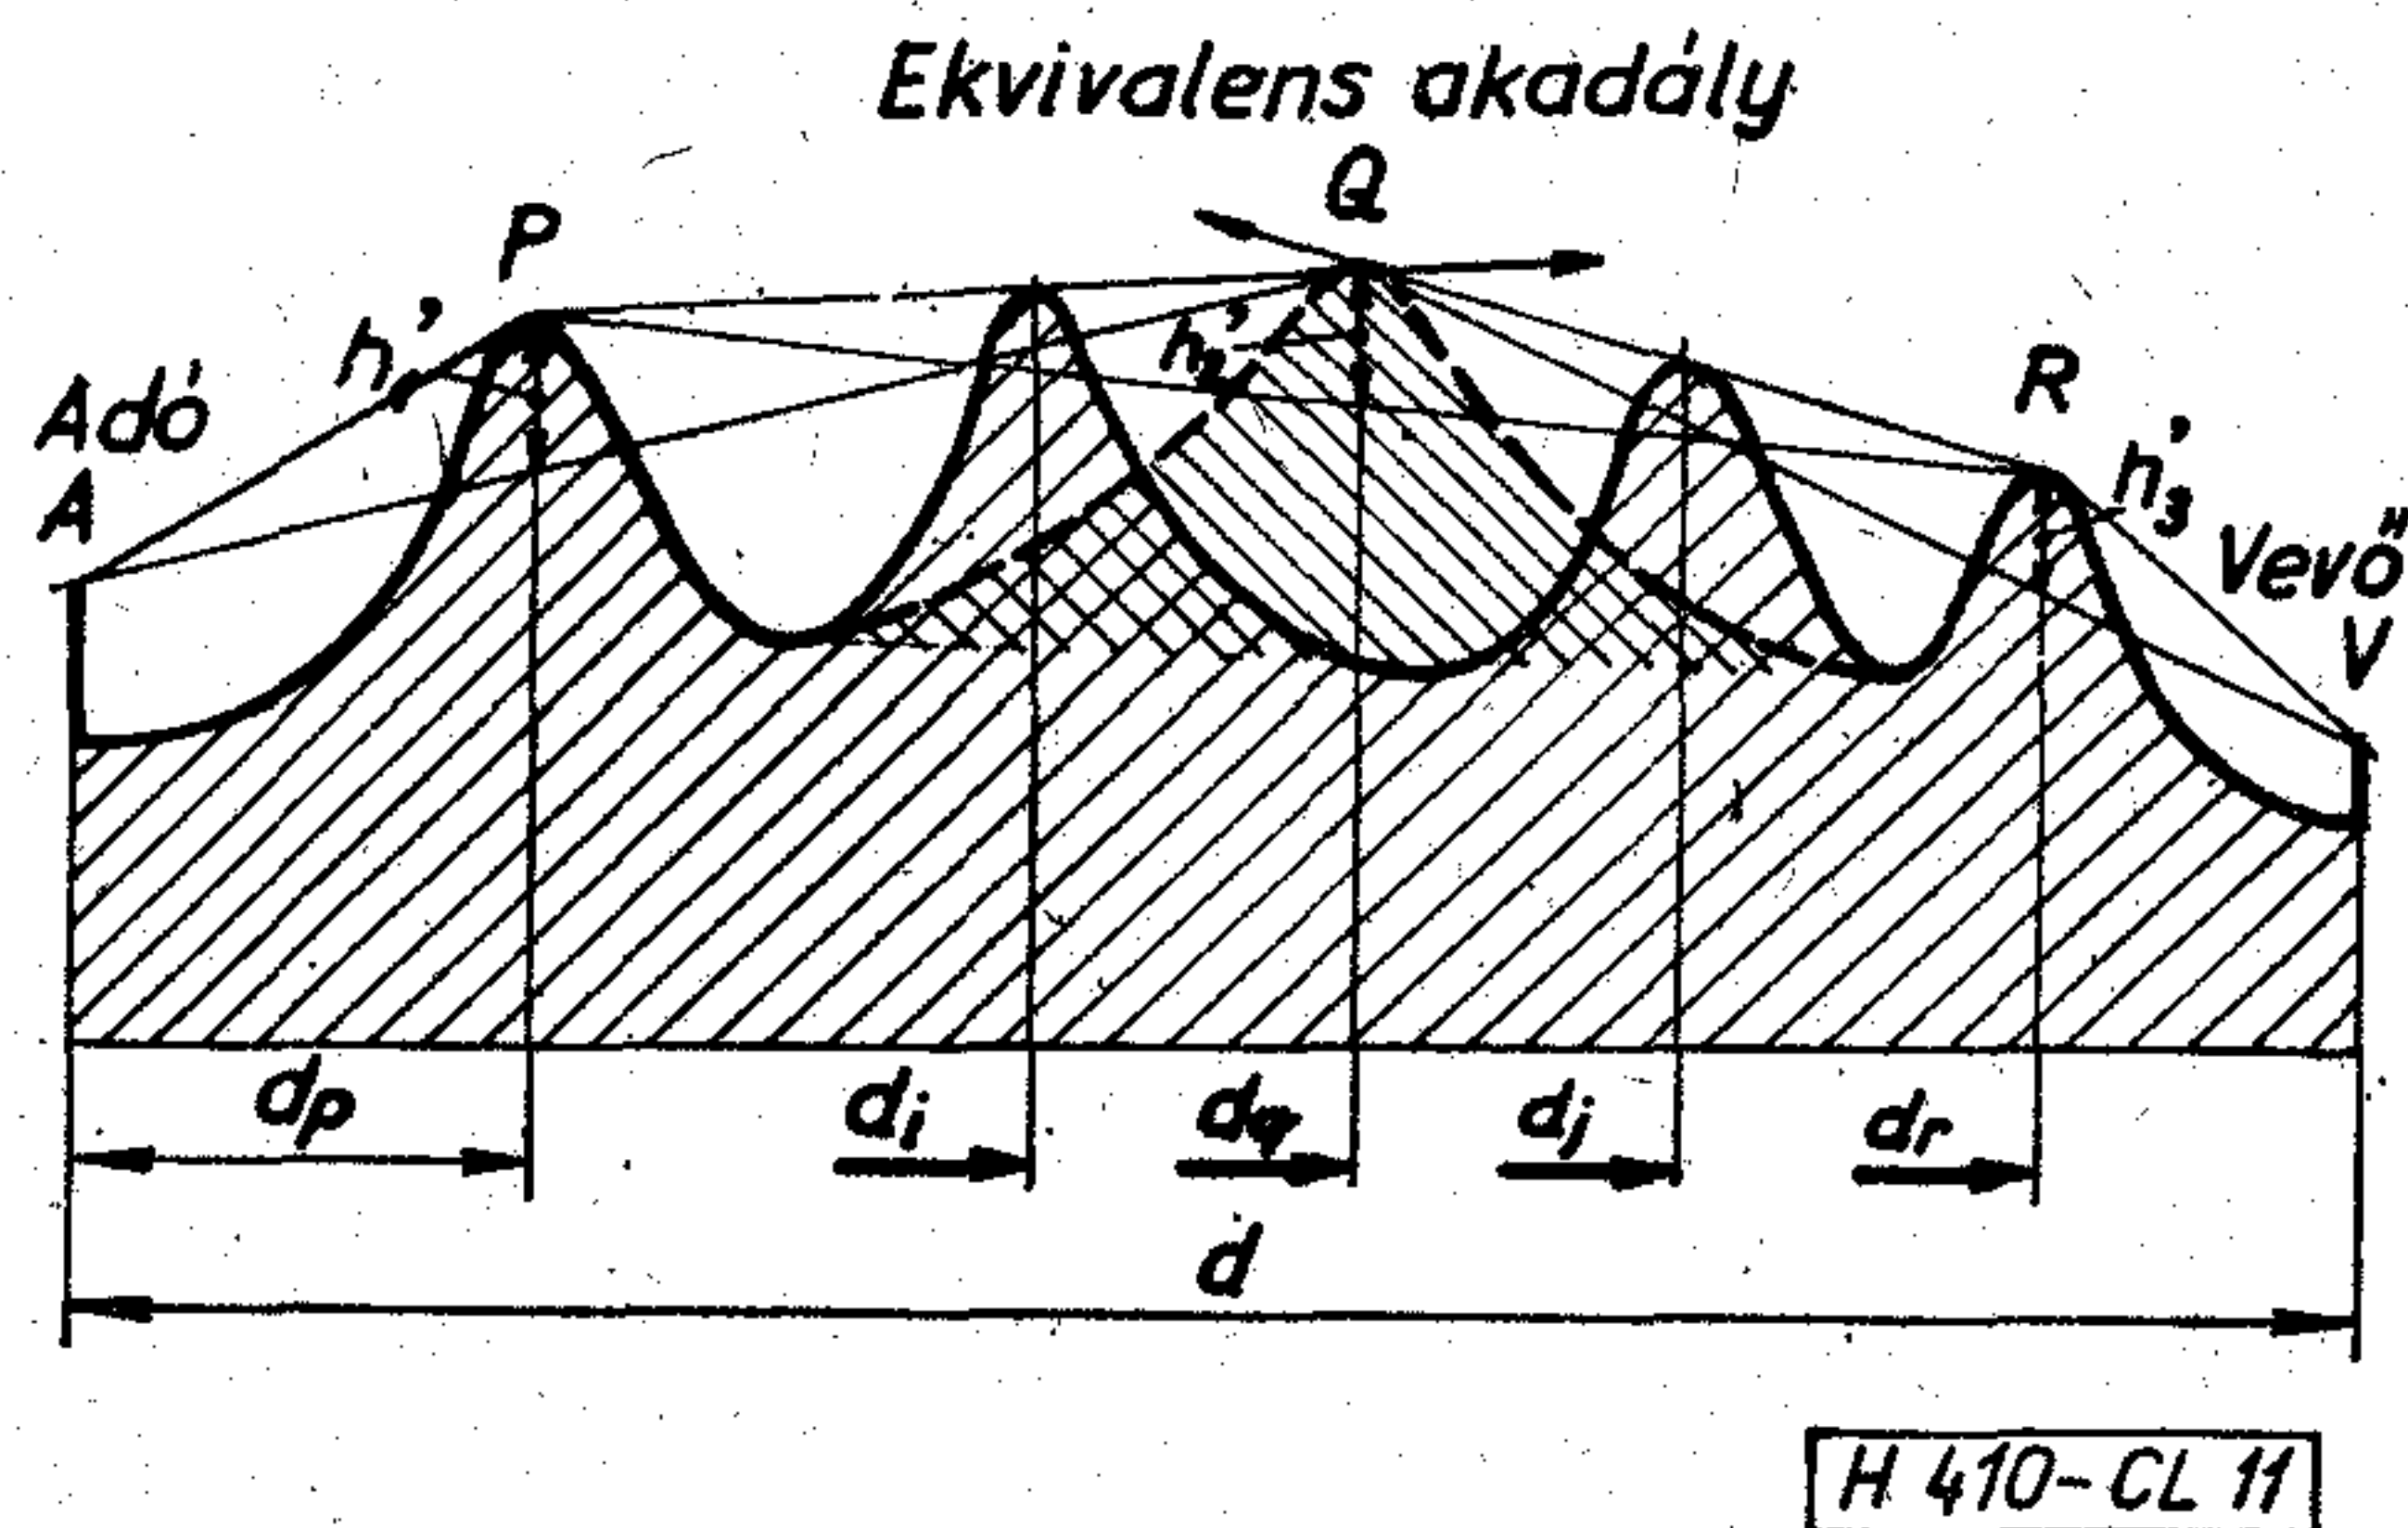 Ekvivalens akadály
Q
P
h₁'
h₂'
R
Adó
A
h₃'
Vevő
V
dp
di
dq
dj
dr
d
H 410-CL 11